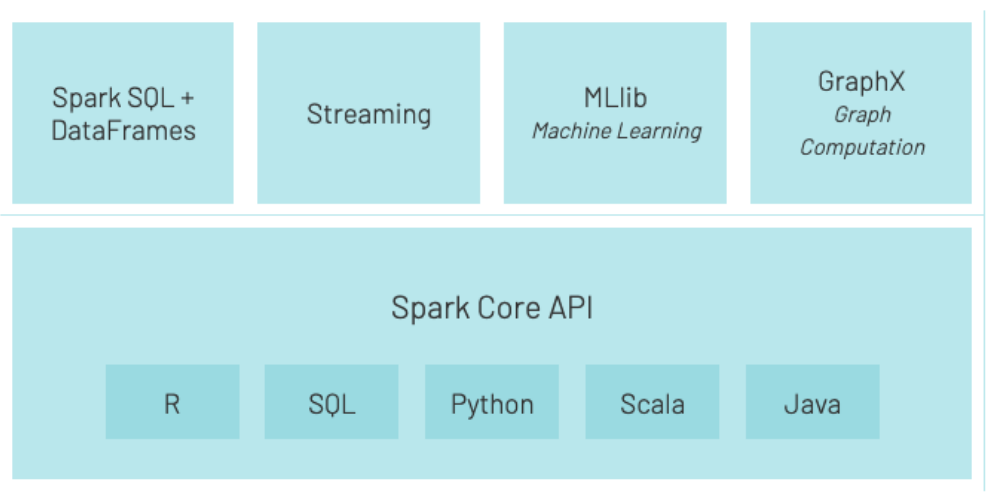 Spark SQL +
DataFrames
Streaming
MLlib
Machine Learning
GraphX
Graph
Computation
Spark Core API
R
SQL
Python
Scala
Java